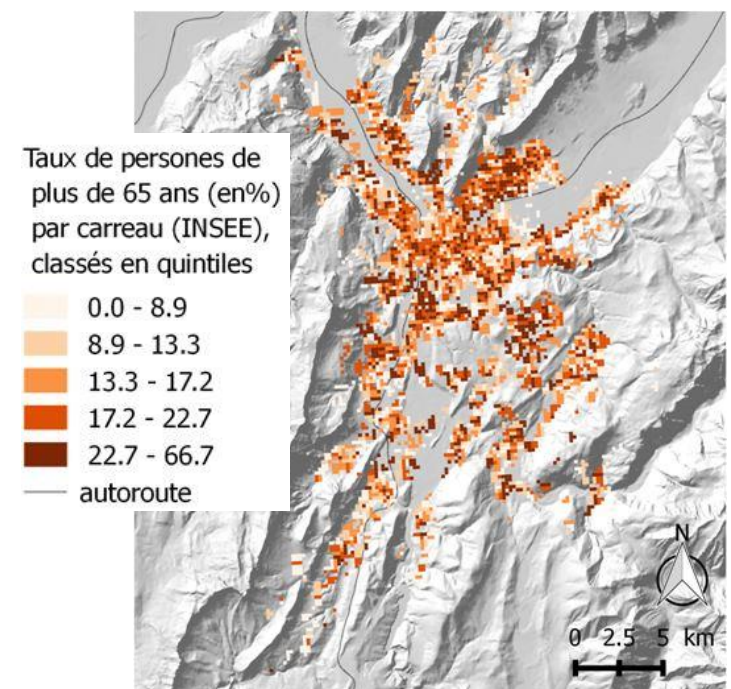 Taux de persones de
plus de 65 ans (en%)
par carreau (INSEE),
classés en quintiles
0.0 - 8.9
8.9 - 13.3
13.3 - 17.2
17.2 - 22.7
22.7 - 66.7
autoroute
N
0 2.5 5 km